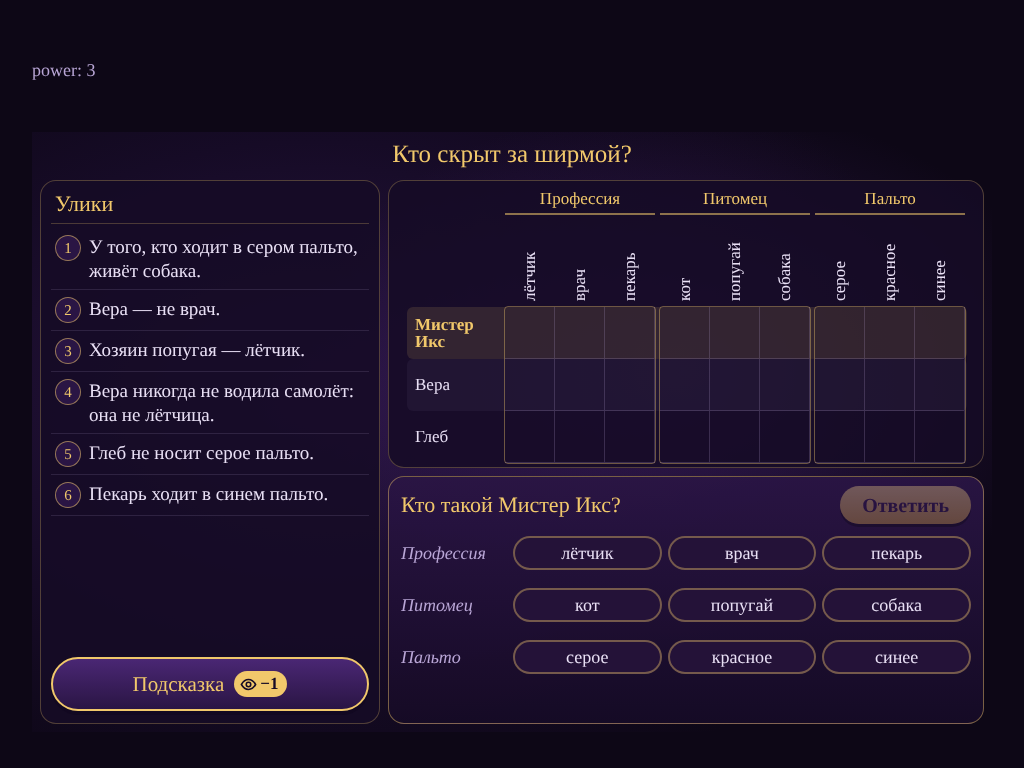 power: 3
Кто скрыт за ширмой?
Улики
1 У того, кто ходит в сером пальто,
живёт собака.
2 Вера — не врач.
3 Хозяин попугая — лётчик.
4 Вера никогда не водила самолёт:
она не лётчица.
5 Глеб не носит серое пальто.
6 Пекарь ходит в синем пальто.
Подсказка −1
Профессия Питомец Пальто
лётчик врач пекарь кот попугай собака серое красное синее
Мистер
Икс
Вера
Глеб
Кто такой Мистер Икс? Ответить
Профессия лётчик врач пекарь
Питомец кот попугай собака
Пальто серое красное синее